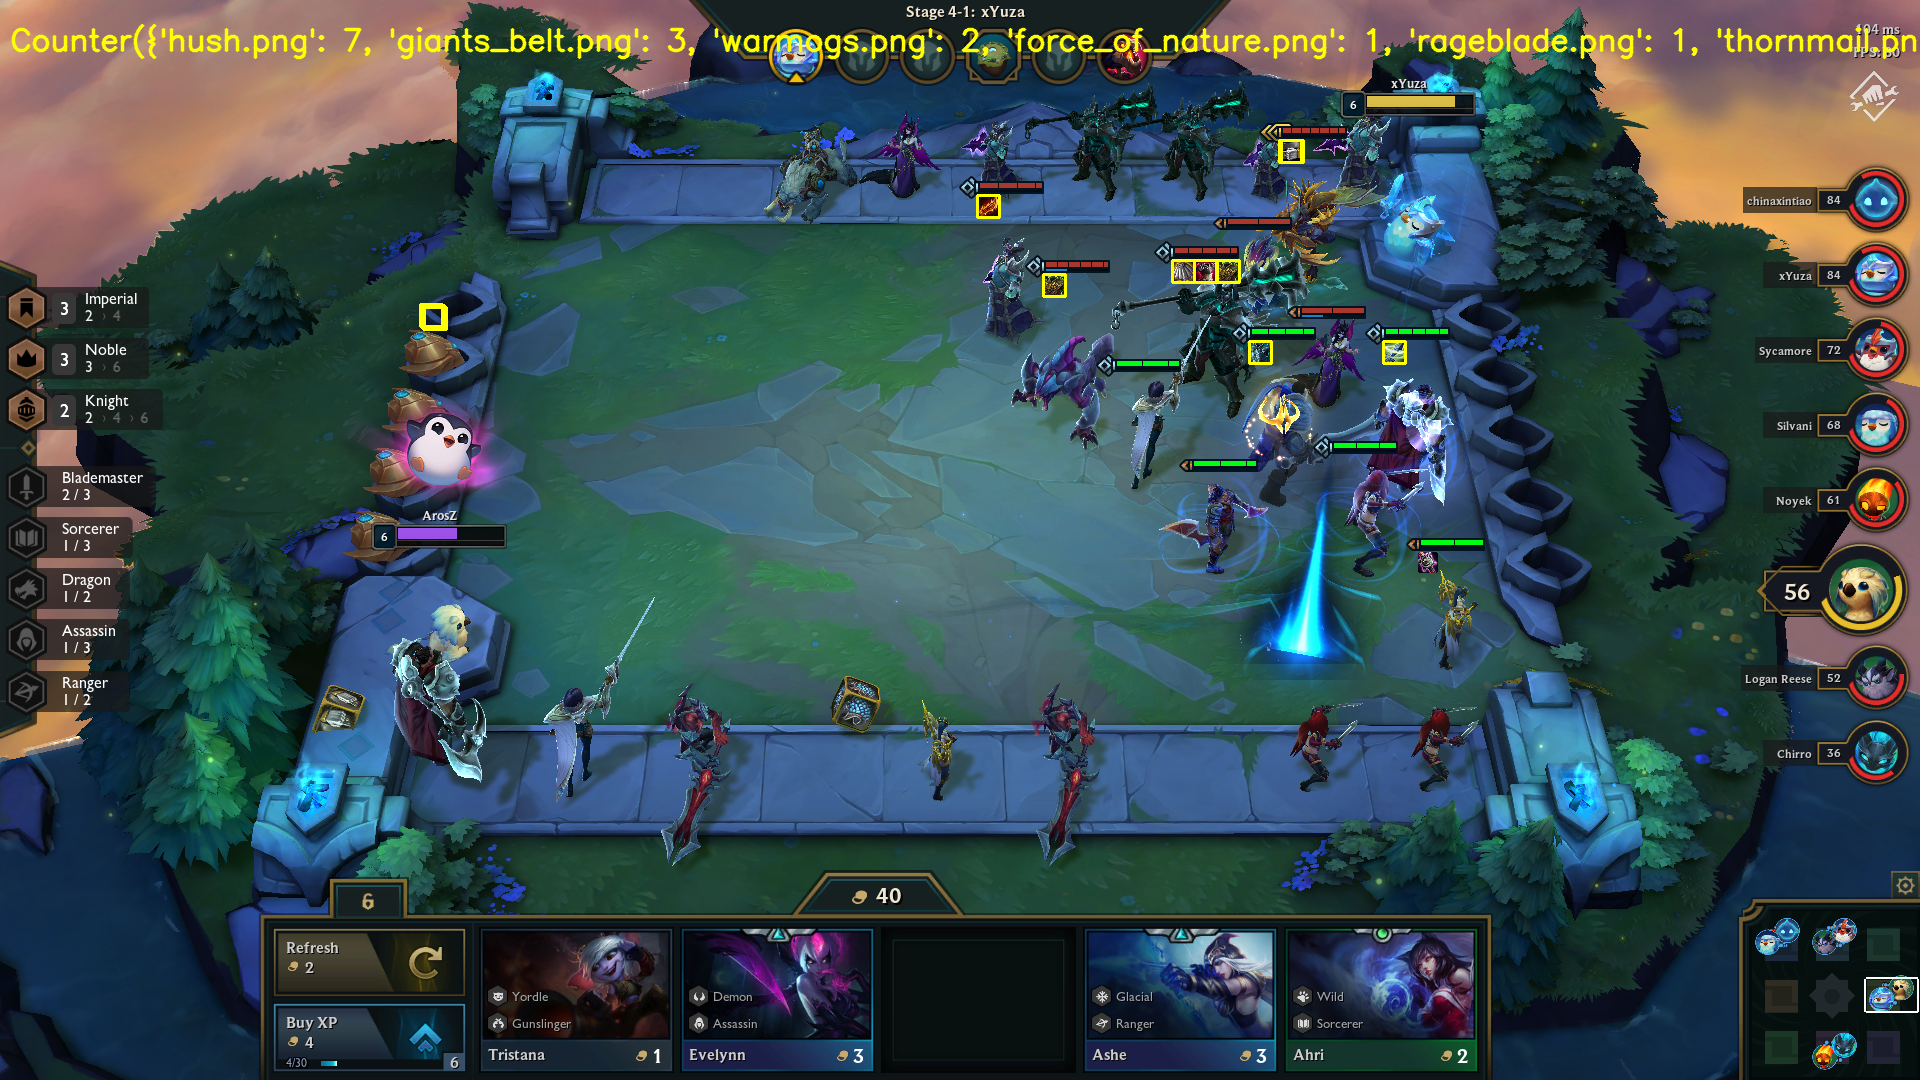 Stage 4-1: xYuza
Counter({'hush.png': 7, 'giants_belt.png': 3, 'warmogs.png': 2, 'force_of_nature.png': 1, 'rageblade.png': 1, 'thornmail.pn
xYuza
6
chinaxintiao 84
xYuza 84
Sycamore 72
Silvani 68
Noyek 61
56
Logan Reese 52
Chirro 36
3 Imperial
2 › 4
3 Noble
3 › 6
2 Knight
2 › 4 › 6
Blademaster
2 / 3
Sorcerer
1 / 3
Dragon
1 / 2
Assassin
1 / 3
Ranger
1 / 2
ArosZ
6
6
40
Refresh
2
Buy XP
4
4/30
6
Yordle
Gunslinger
Tristana 1
Demon
Assassin
Evelynn 3
Glacial
Ranger
Ashe 3
Wild
Sorcerer
Ahri 2